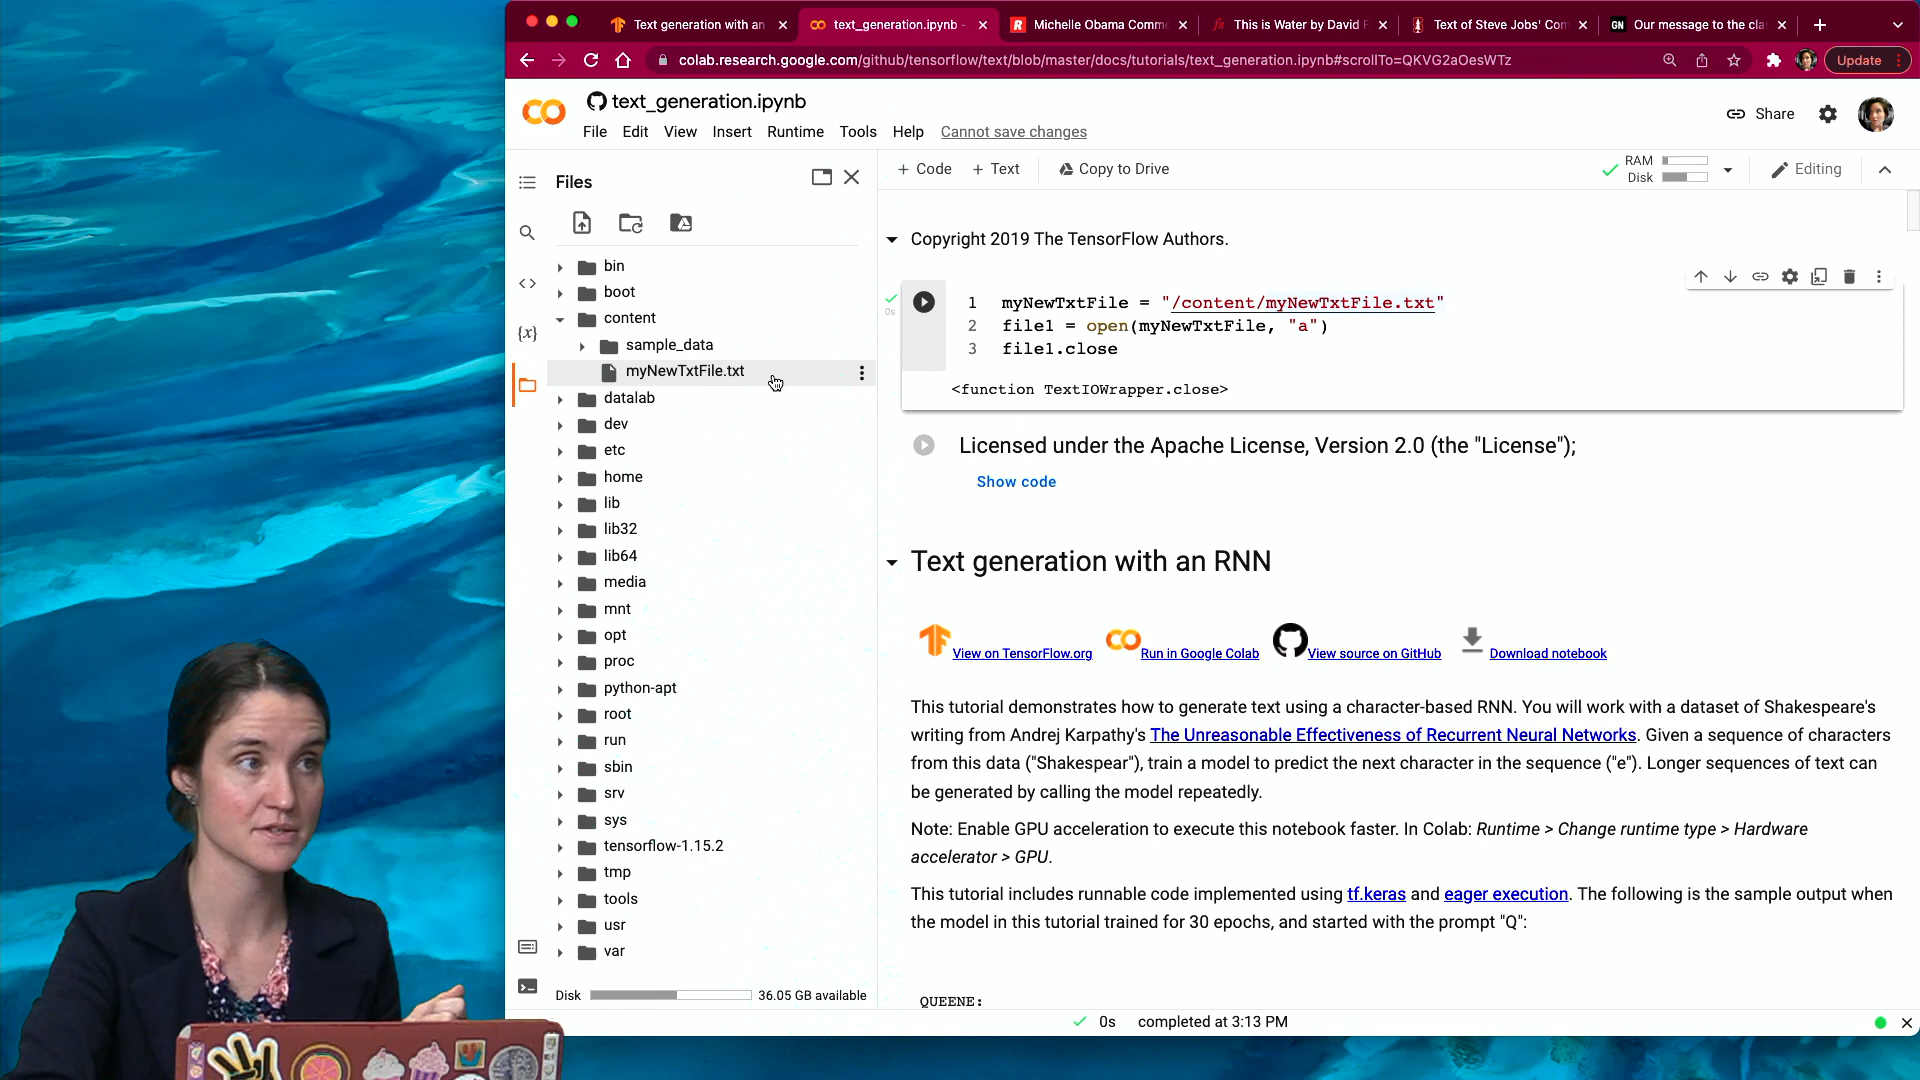 Text generation with an
text_generation.ipynb -
Michelle Obama Comme
This is Water by David F
Text of Steve Jobs' Com
GN Our message to the cla
colab.research.google.com/github/tensorflow/text/blob/master/docs/tutorials/text_generation.ipynb#scrollTo=QKVG2aOesWTz
Update
text_generation.ipynb
Share
File Edit View Insert Runtime Tools Help Cannot save changes
Files
+ Code + Text Copy to Drive
RAM
Disk
Editing
bin
boot
content
sample_data
myNewTxtFile.txt
datalab
dev
etc
home
lib
lib32
lib64
media
mnt
opt
proc
python-apt
root
run
sbin
srv
sys
tensorflow-1.15.2
tmp
tools
usr
var
Disk 36.05 GB available
Copyright 2019 The TensorFlow Authors.
0s
1 myNewTxtFile = "/content/myNewTxtFile.txt"
2 file1 = open(myNewTxtFile, "a")
3 file1.close
<function TextIOWrapper.close>
Licensed under the Apache License, Version 2.0 (the "License");
Show code
Text generation with an RNN
View on TensorFlow.org
Run in Google Colab
View source on GitHub
Download notebook
This tutorial demonstrates how to generate text using a character-based RNN. You will work with a dataset of Shakespeare's
writing from Andrej Karpathy's The Unreasonable Effectiveness of Recurrent Neural Networks. Given a sequence of characters
from this data ("Shakespear"), train a model to predict the next character in the sequence ("e"). Longer sequences of text can
be generated by calling the model repeatedly.
Note: Enable GPU acceleration to execute this notebook faster. In Colab: Runtime > Change runtime type > Hardware
accelerator > GPU.
This tutorial includes runnable code implemented using tf.keras and eager execution. The following is the sample output when
the model in this tutorial trained for 30 epochs, and started with the prompt "Q":
QUEENE:
0s completed at 3:13 PM